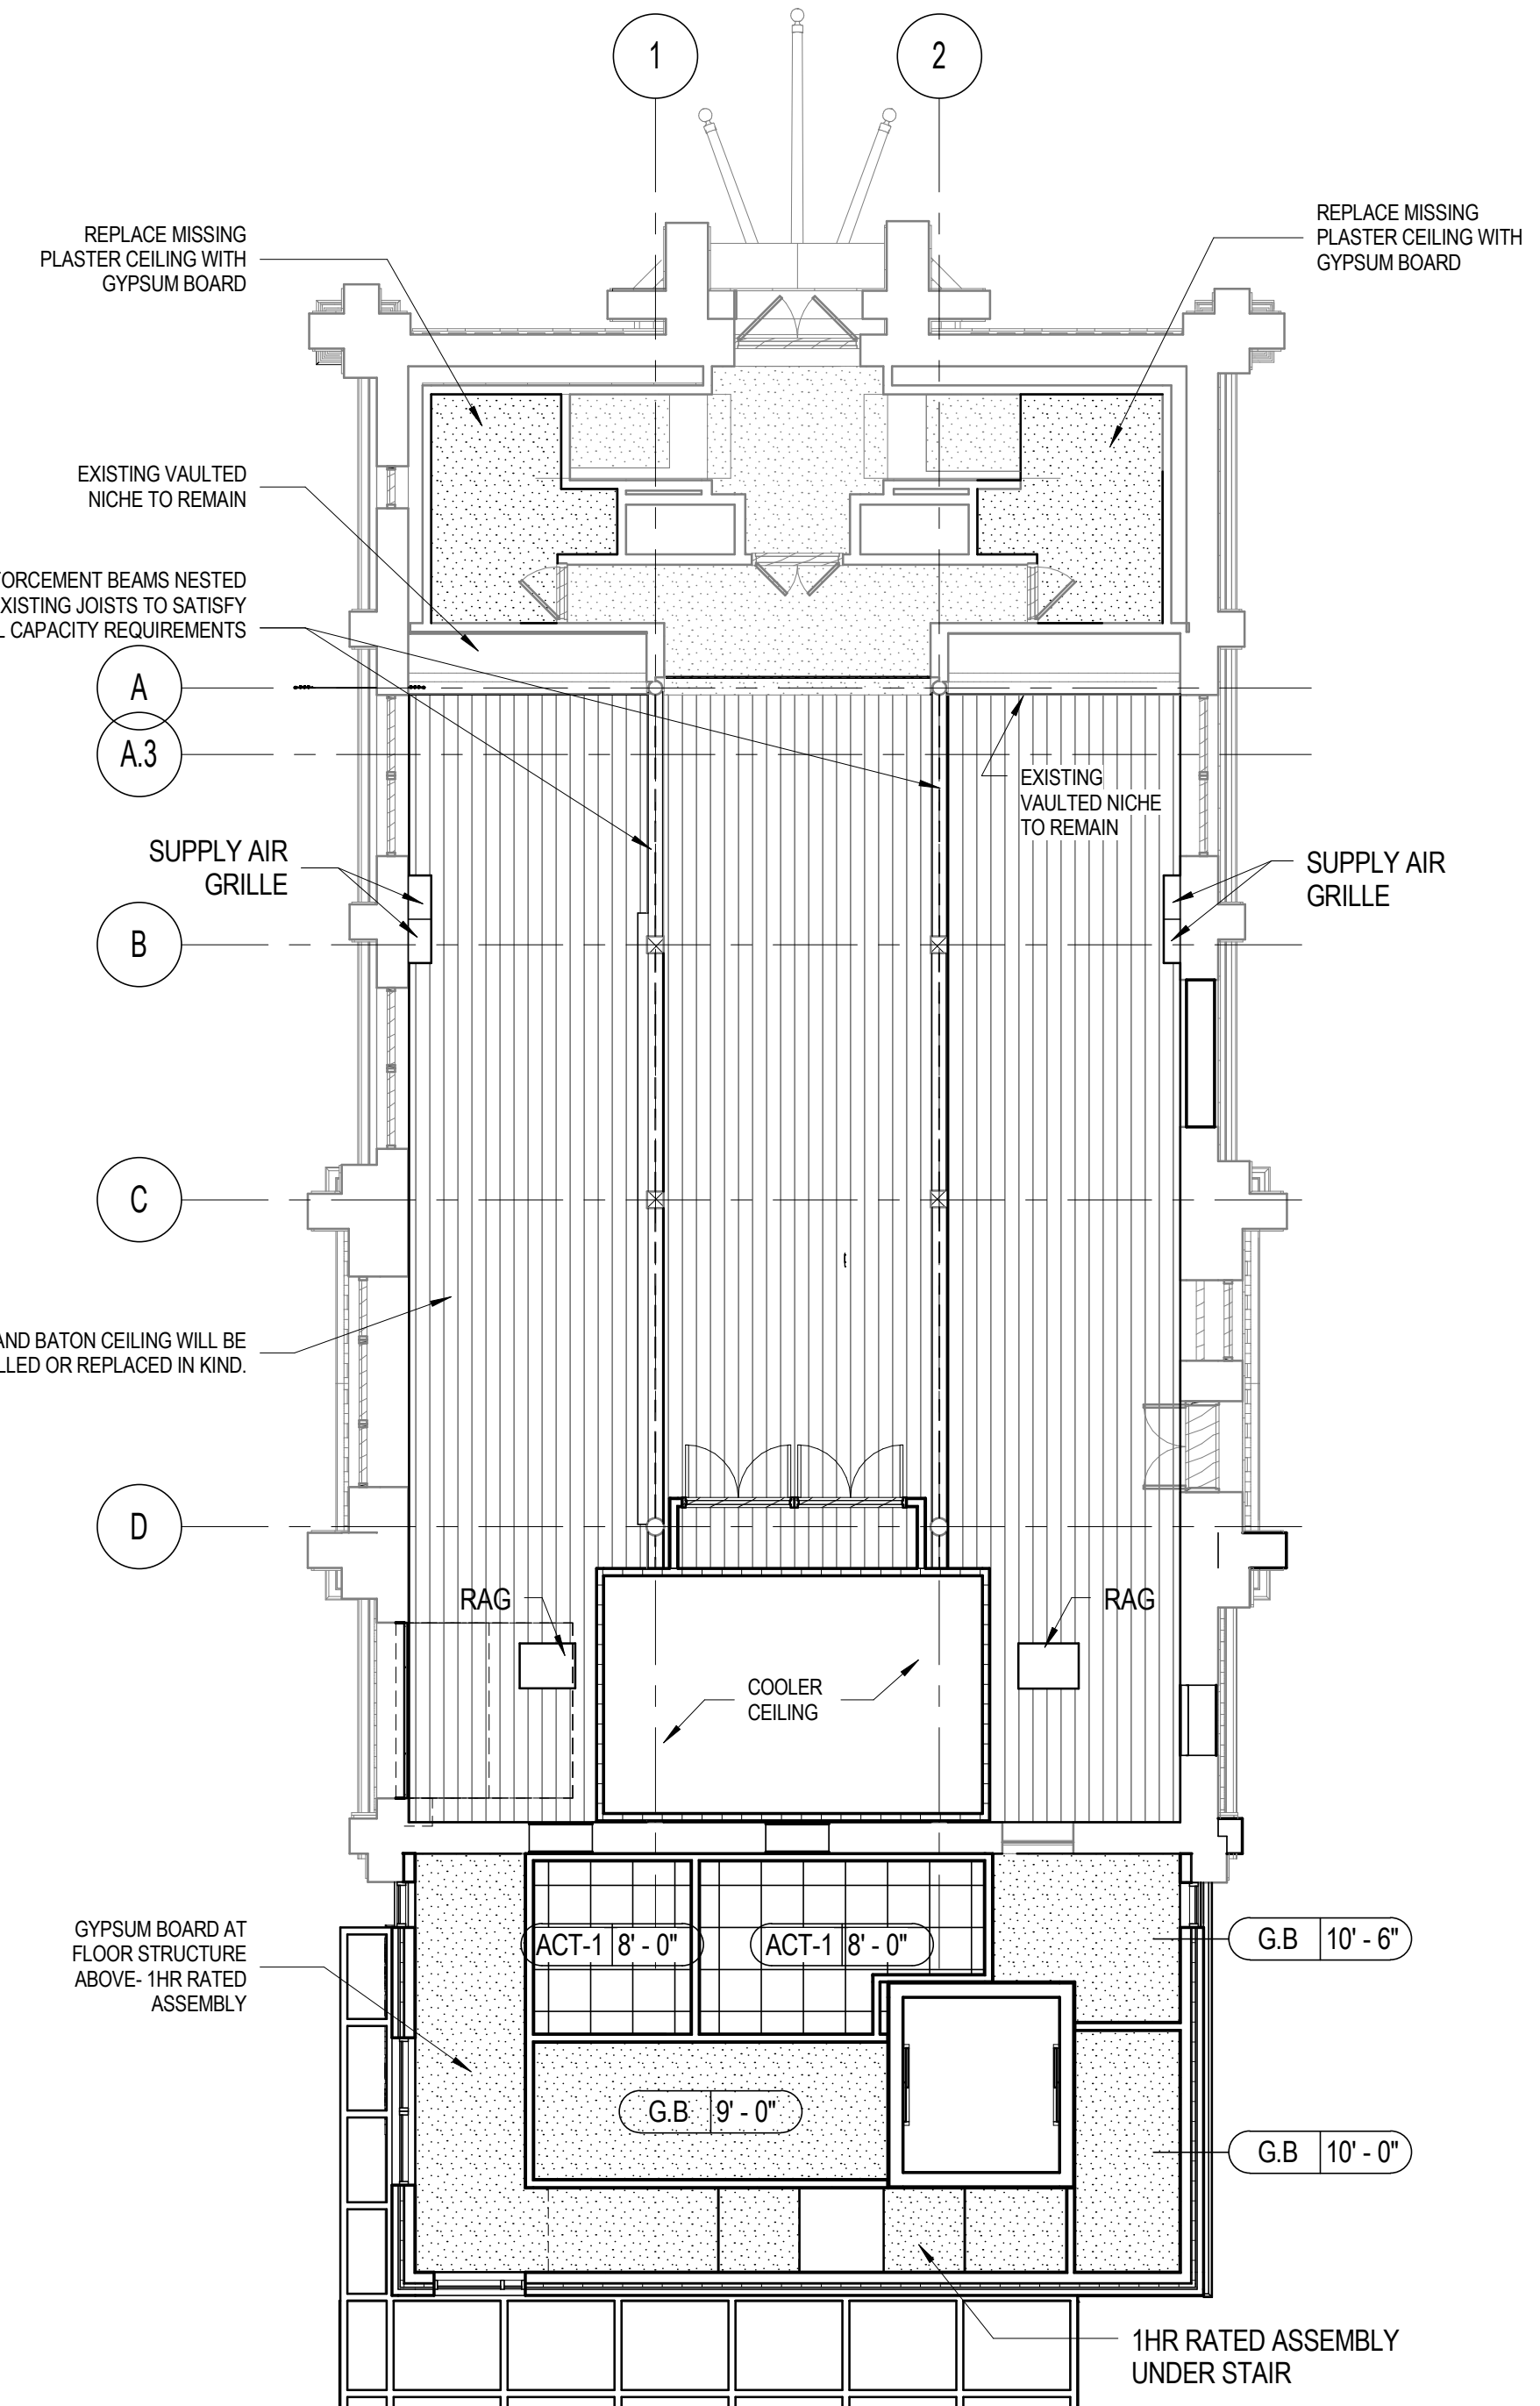 1
2
REPLACE MISSING
PLASTER CEILING WITH
GYPSUM BOARD
REPLACE MISSING
PLASTER CEILING WITH
GYPSUM BOARD
EXISTING VAULTED
NICHE TO REMAIN
BEAMS NESTED
EXISTING JOISTS TO SATISFY
CAPACITY REQUIREMENTS
A
A.3
EXISTING
VAULTED NICHE
TO REMAIN
SUPPLY AIR
GRILLE
SUPPLY AIR
GRILLE
B
C
AND BATON CEILING WILL BE
OR REPLACED IN KIND.
D
RAG
RAG
COOLER
CEILING
GYPSUM BOARD AT
FLOOR STRUCTURE
ABOVE- 1HR RATED
ASSEMBLY
ACT-1 8' - 0"
ACT-1 8' - 0"
G.B 10' - 6"
G.B 9' - 0"
G.B 10' - 0"
1HR RATED ASSEMBLY
UNDER STAIR